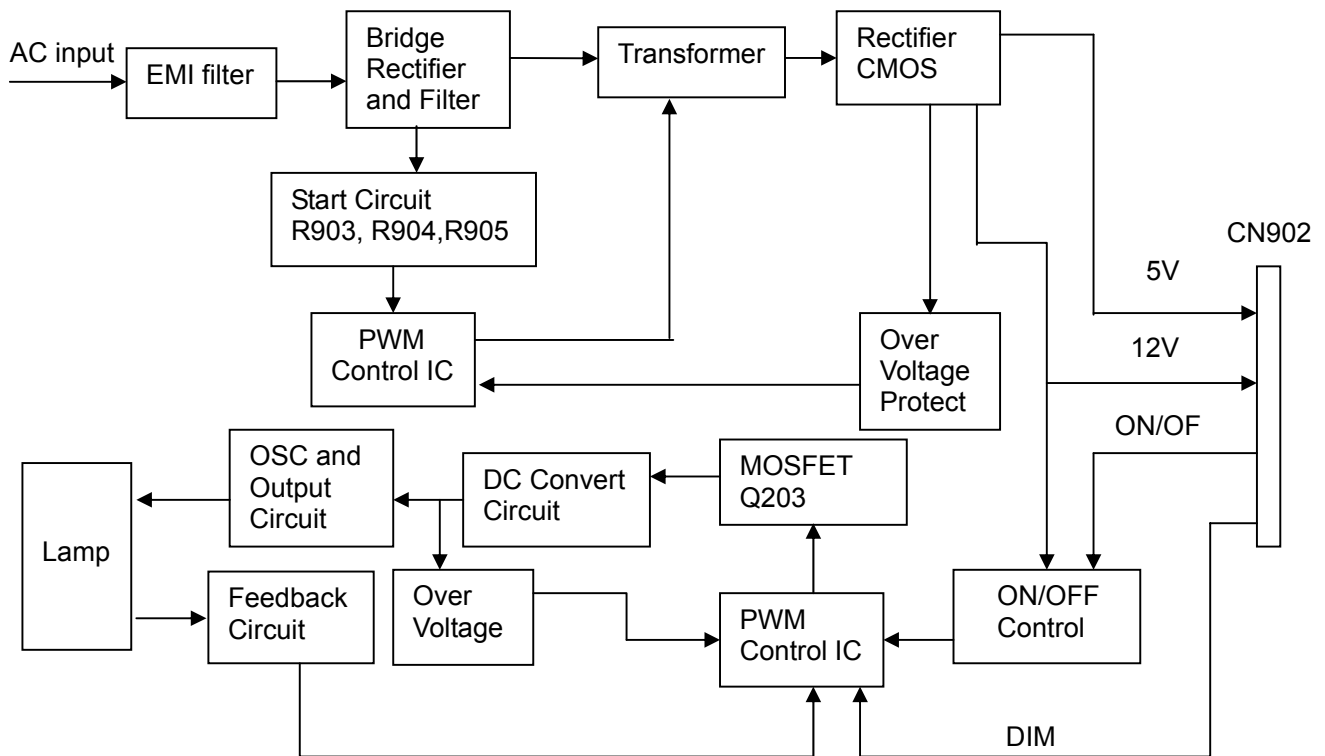 AC input
EMI filter
Bridge
Rectifier
and Filter
Transformer
Rectifier
CMOS
Start Circuit
R903, R904,R905
CN902
5V
PWM
Control IC
Over
Voltage
Protect
12V
ON/OF
OSC and
Output
Circuit
DC Convert
Circuit
MOSFET
Q203
Lamp
Feedback
Circuit
Over
Voltage
PWM
Control IC
ON/OFF
Control
DIM